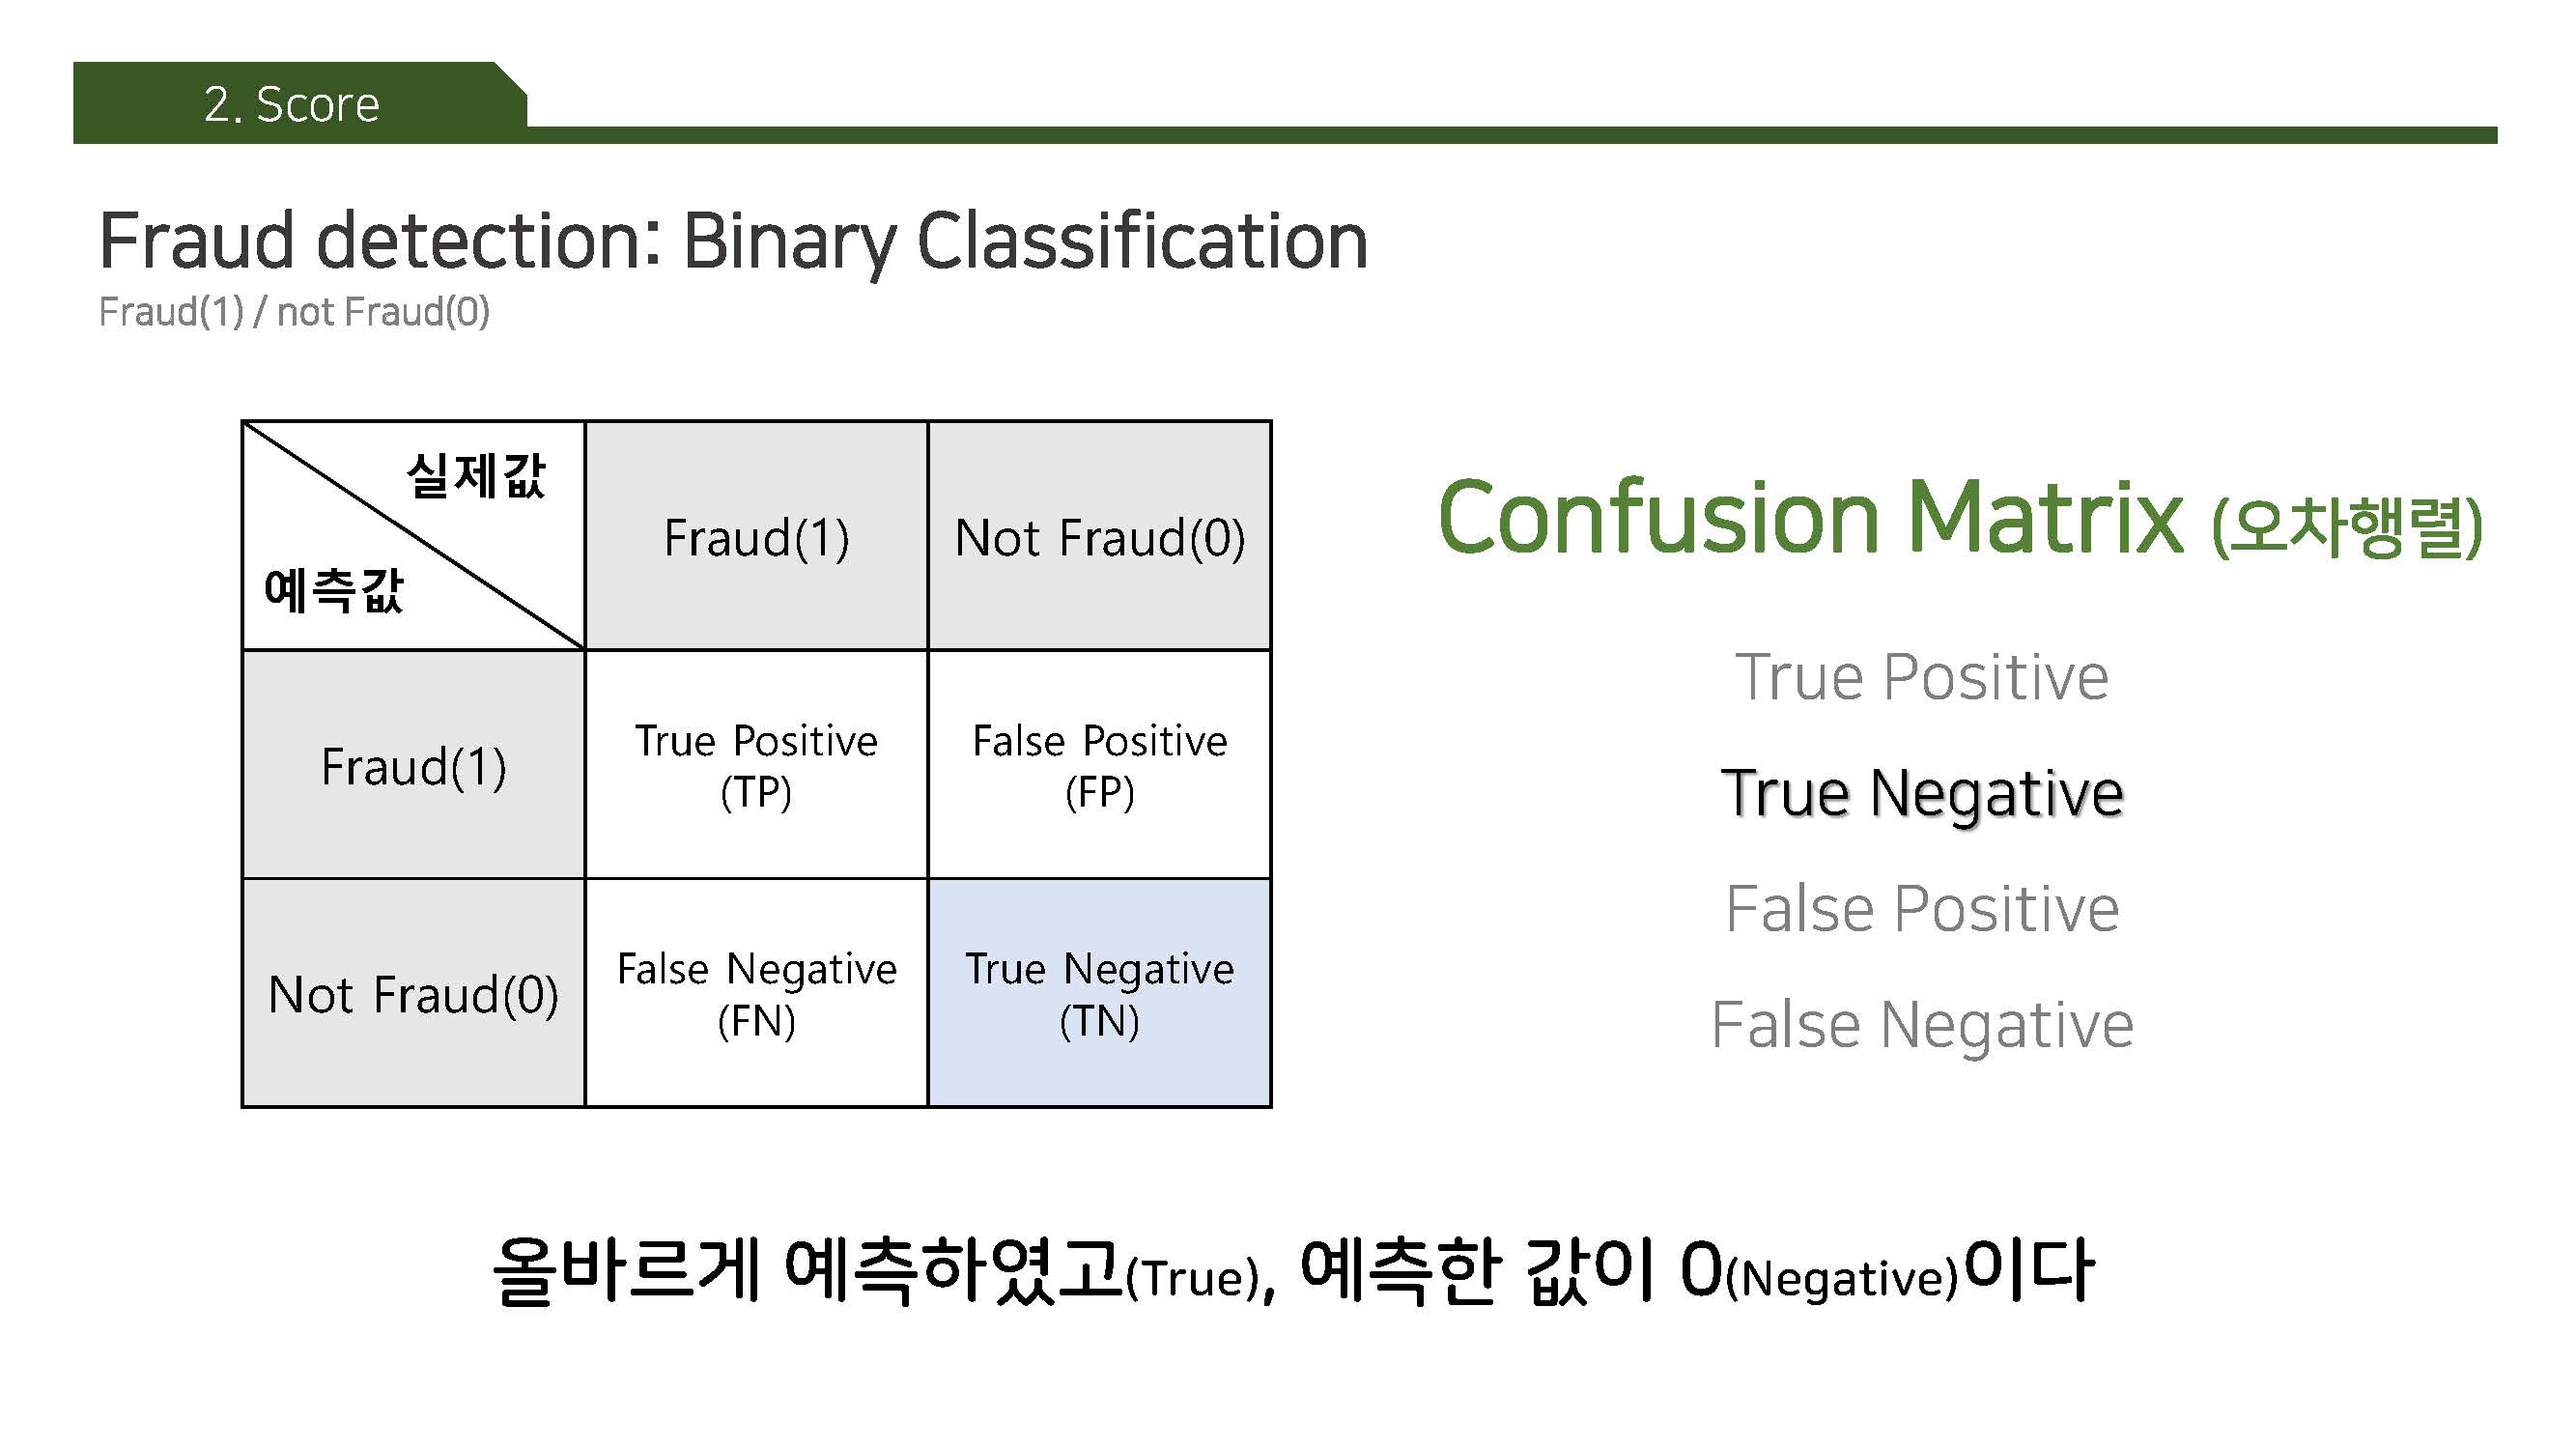 2. Score
Fraud detection: Binary Classification
Fraud(1) / not Fraud(0)
실제값
예측값
Fraud(1)
Not Fraud(0)
Fraud(1)
True Positive
(TP)
False Positive
(FP)
Not Fraud(0)
False Negative
(FN)
True Negative
(TN)
Confusion Matrix (오차행렬)
True Positive
True Negative
False Positive
False Negative
올바르게 예측하였고(True), 예측한 값이 0(Negative)이다